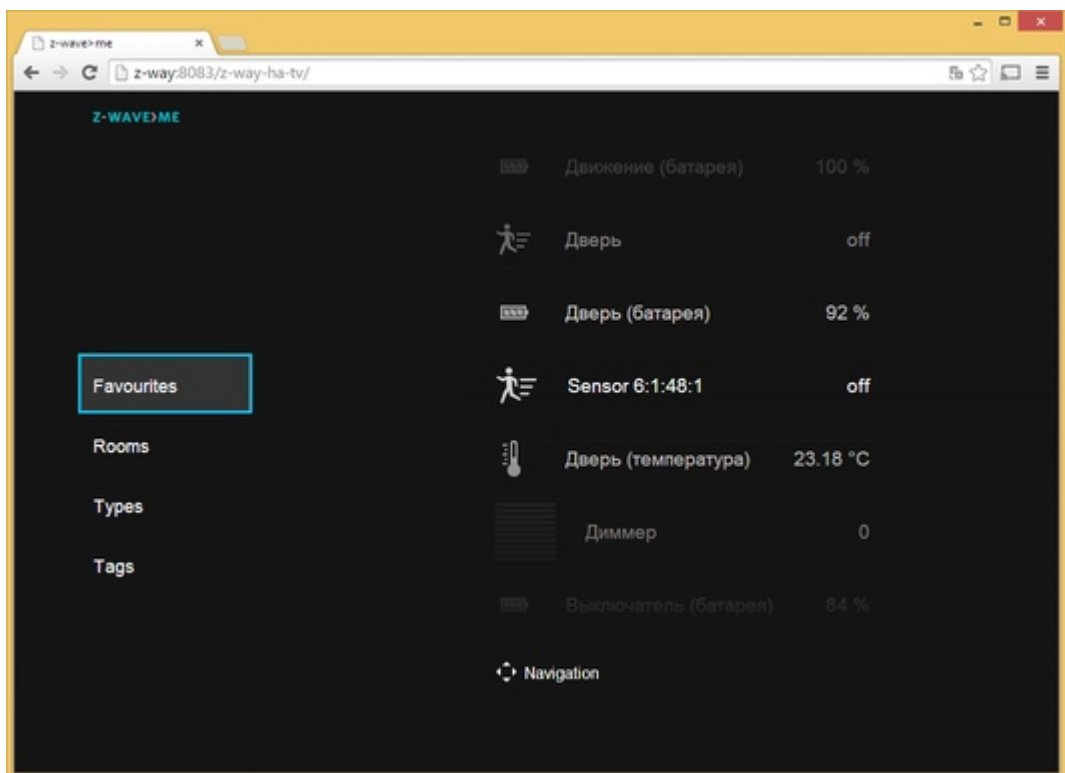 z-wave>me
z-way:8083/z-way-ha-tv/
Z-WAVE>ME
Движение (батарея) 100 %
Дверь off
Дверь (батарея) 92 %
Favourites
Sensor 6:1:48:1 off
Rooms
Дверь (температура) 23.18 °C
Types
Диммер 0
Tags
Выключатель (батарея) 84 %
Navigation